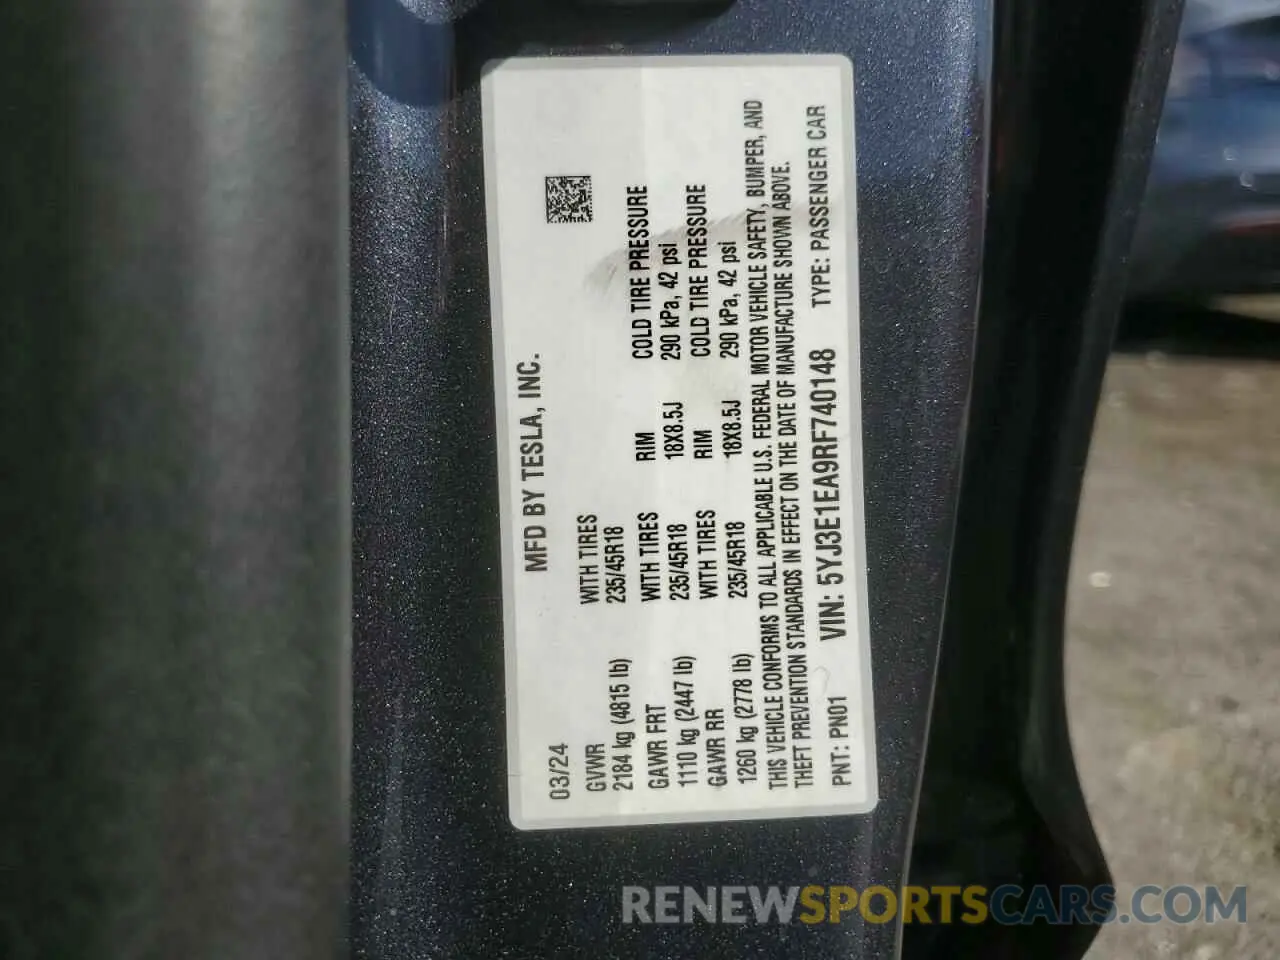 MFD BY TESLA, INC.
03/24
GVWR WITH TIRES
2184 kg (4815 lb) 235/45R18
GAWR FRT WITH TIRES RIM COLD TIRE PRESSURE
1110 kg (2447 lb) 235/45R18 18X8.5J 290 kPa, 42 psi
GAWR RR WITH TIRES RIM COLD TIRE PRESSURE
1260 kg (2778 lb) 235/45R18 18X8.5J 290 kPa, 42 psi
THIS VEHICLE CONFORMS TO ALL APPLICABLE U.S. FEDERAL MOTOR VEHICLE SAFETY, BUMPER, AND
THEFT PREVENTION STANDARDS IN EFFECT ON THE DATE OF MANUFACTURE SHOWN ABOVE.
PNT: PN01 VIN: 5YJ3E1EA9RF740148 TYPE: PASSENGER CAR
RENEWSPORTSCARS.COM